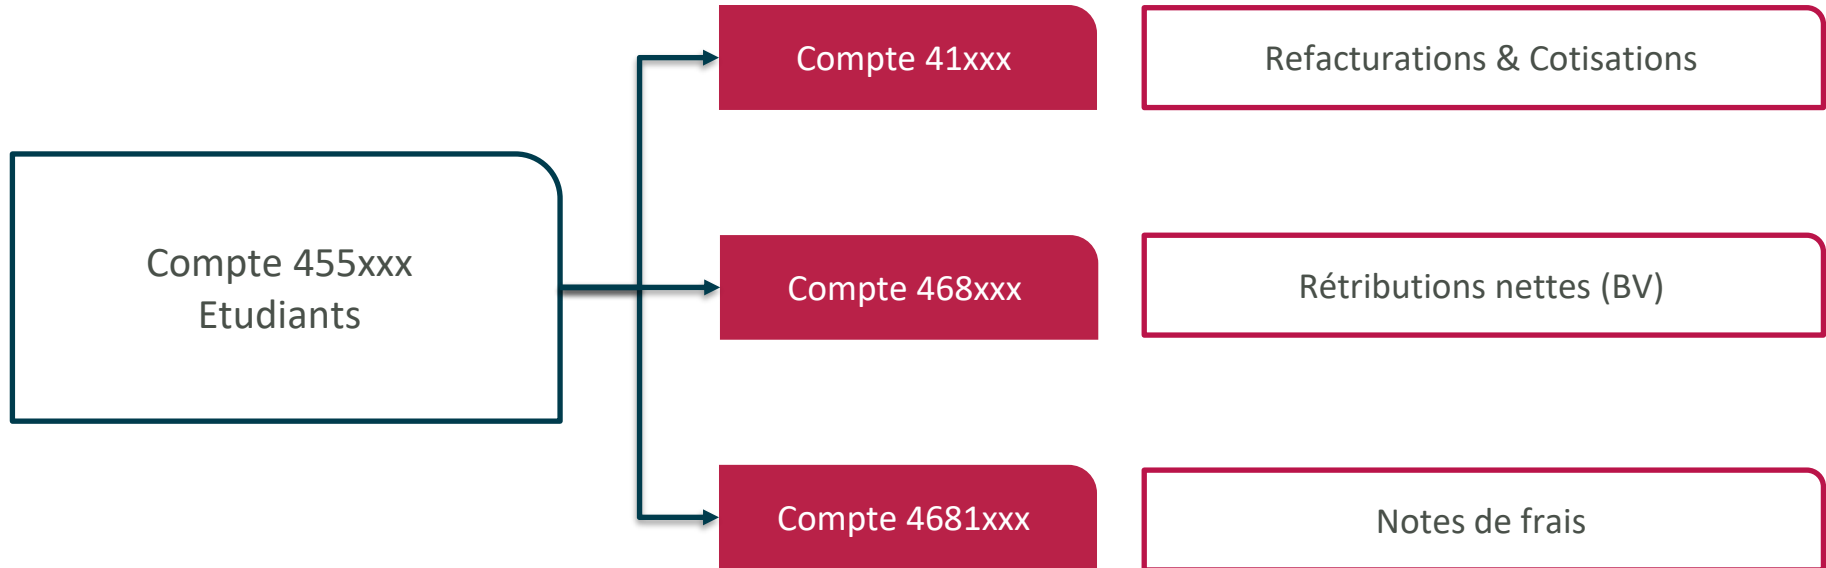 Compte 455xxx
Etudiants
Compte 41xxx
Refacturations & Cotisations
Compte 468xxx
Rétributions nettes (BV)
Compte 4681xxx
Notes de frais